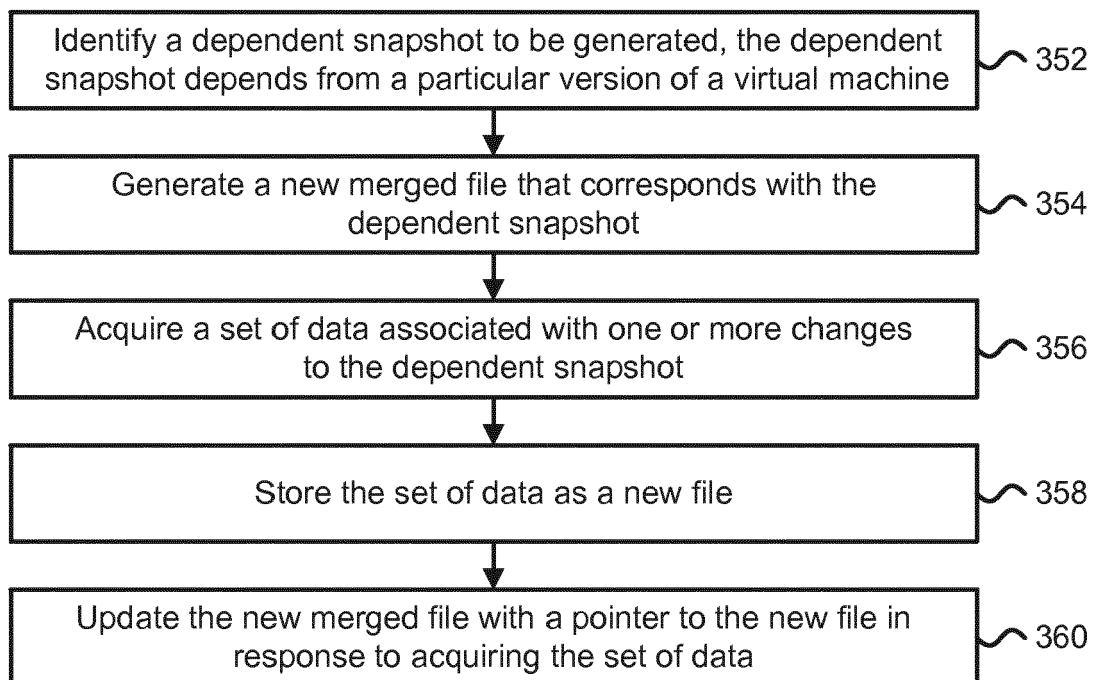 Identify a dependent snapshot to be generated, the dependent
snapshot depends from a particular version of a virtual machine
352
Generate a new merged file that corresponds with the
dependent snapshot
354
Acquire a set of data associated with one or more changes
to the dependent snapshot
356
Store the set of data as a new file
358
Update the new merged file with a pointer to the new file in
response to acquiring the set of data
360